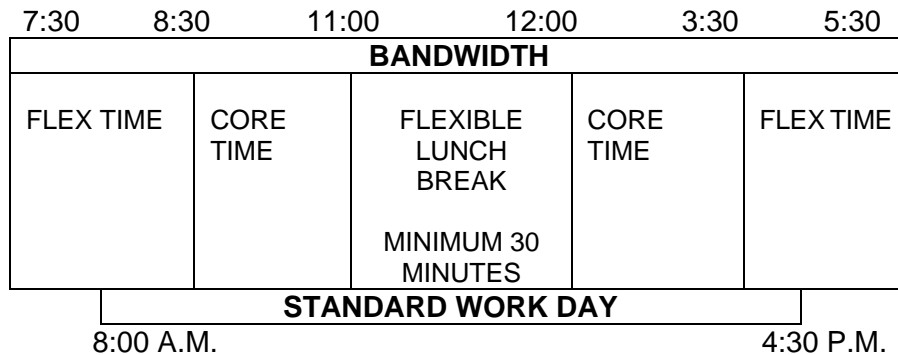 7:30 8:30 11:00 12:00 3:30 5:30
BANDWIDTH
FLEX TIME CORE FLEXIBLE CORE FLEX TIME
TIME LUNCH TIME
BREAK
MINIMUM 30
MINUTES
STANDARD WORK DAY
8:00 A.M. 4:30 P.M.